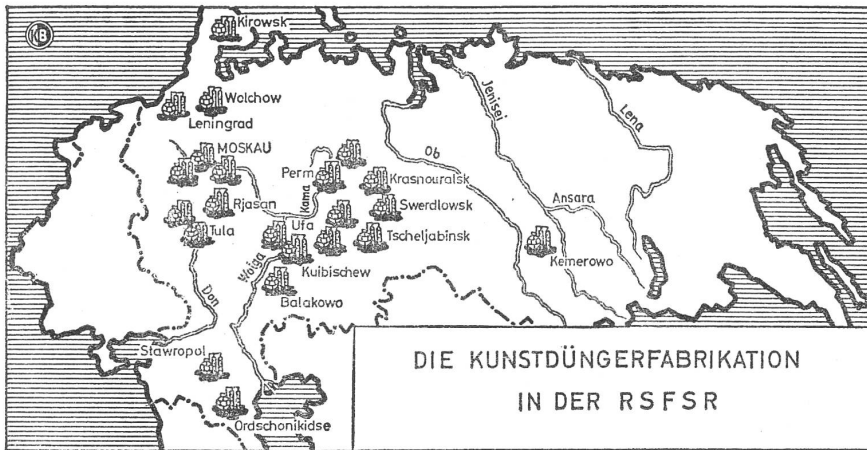 KB
Kirowsk
Wolchow
Leningrad
MOSKAU
Rjasan
Tula
Don
Wolga
Kama
Perm
Krasnouralsk
Swerdlowsk
Tscheljabinsk
Ufa
Kuibischew
Balakowo
Stawropol
Ordschonikidse
Ob
Jenisei
Lena
Ansara
Kemerowo
DIE KUNSTDÜNGERFABRIKATION
IN DER RSFSR